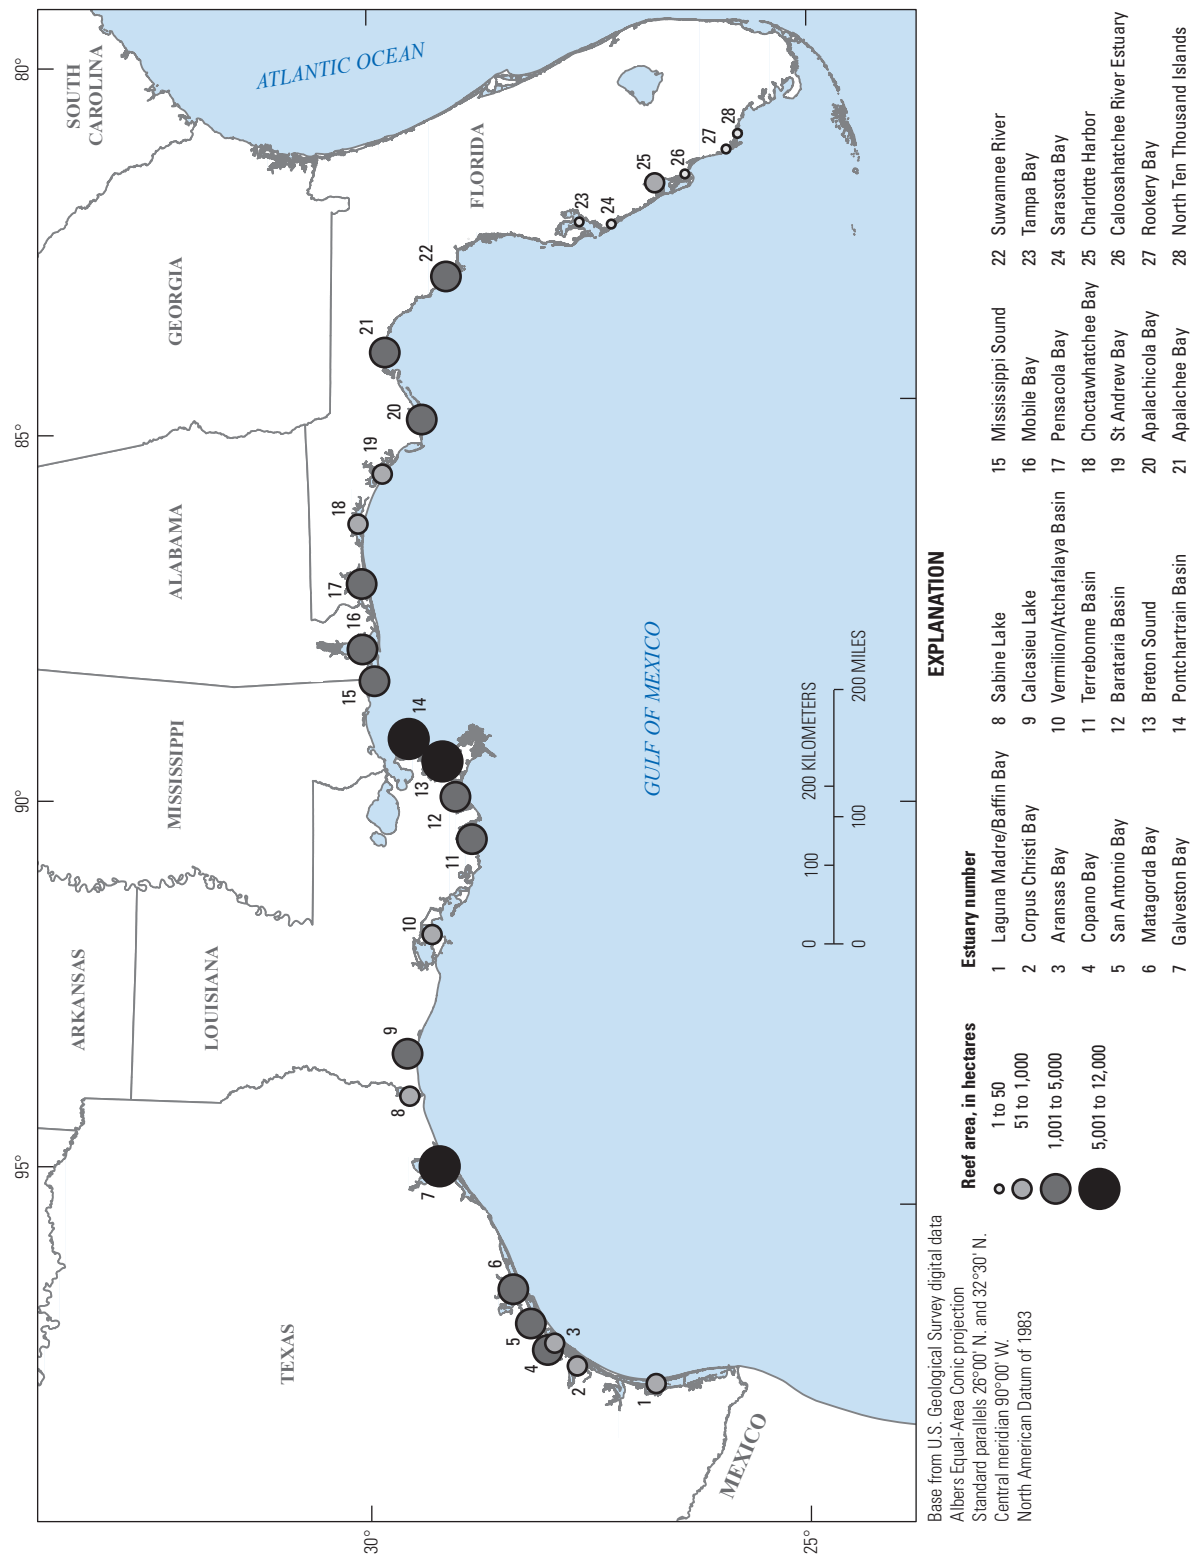 95°
90°
85°
80°
30°
25°
ARKANSAS
SOUTH
CAROLINA
TEXAS
LOUISIANA
MISSISSIPPI
ALABAMA
GEORGIA
FLORIDA
MEXICO
ATLANTIC OCEAN
GULF OF MEXICO
1
2
3
4
5
6
7
8
9
10
11
12
13
14
15
16
17
18
19
20
21
22
23
24
25
26
27
28
0 100 200 KILOMETERS
0 100 200 MILES
Base from U.S. Geological Survey digital data
Albers Equal-Area Conic projection
Standard parallels 26°00' N. and 32°30' N.
Central meridian 90°00' W.
North American Datum of 1983
EXPLANATION
Reef area, in hectares
1 to 50
51 to 1,000
1,001 to 5,000
5,001 to 12,000
Estuary number
1 Laguna Madre/Baffin Bay
2 Corpus Christi Bay
3 Aransas Bay
4 Copano Bay
5 San Antonio Bay
6 Matagorda Bay
7 Galveston Bay
8 Sabine Lake
9 Calcasieu Lake
10 Vermilion/Atchafalaya Basin
11 Terrebonne Basin
12 Barataria Basin
13 Breton Sound
14 Pontchartrain Basin
15 Mississippi Sound
16 Mobile Bay
17 Pensacola Bay
18 Choctawhatchee Bay
19 St Andrew Bay
20 Apalachicola Bay
21 Apalachee Bay
22 Suwannee River
23 Tampa Bay
24 Sarasota Bay
25 Charlotte Harbor
26 Caloosahatchee River Estuary
27 Rookery Bay
28 North Ten Thousand Islands